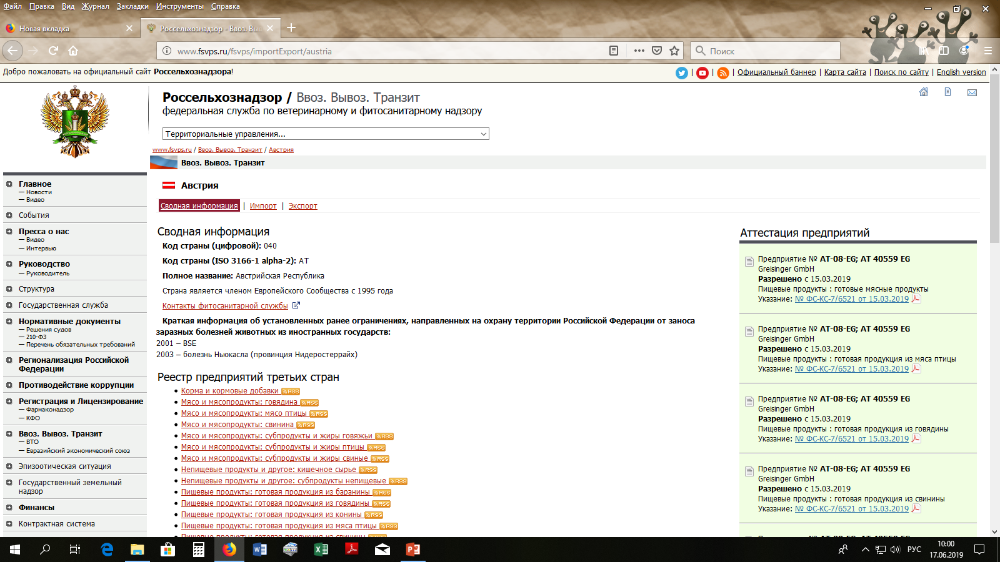 Файл Правка Вид Журнал Закладки Инструменты Справка
Новая вкладка
Россельхознадзор - Ввоз. Вы
www.fsvps.ru/fsvps/importExport/austria
Поиск
Добро пожаловать на официальный сайт Россельхознадзора!
| | | Официальный баннер | Карта сайта | Поиск по сайту | English version
Россельхознадзор / Ввоз. Вывоз. Транзит
федеральная служба по ветеринарному и фитосанитарному надзору
Территориальные управления...
www.fsvps.ru / Ввоз. Вывоз. Транзит / Австрия
Ввоз. Вывоз. Транзит
Главное
— Новости
— Видео
События
Пресса о нас
— Видео
— Интервью
Руководство
— Руководитель
Структура
Государственная служба
Нормативные документы
— Решения судов
— 210-ФЗ
— Перечень обязательных требований
Регионализация Российской
Федерации
Противодействие коррупции
Регистрация и Лицензирование
— Фармаконадзор
— КФО
Ввоз. Вывоз. Транзит
— ВТО
— Евразийский экономический союз
Эпизоотическая ситуация
Государственный земельный
надзор
Финансы
Контрактная система
Австрия
Сводная информация | Импорт | Экспорт
Сводная информация
Код страны (цифровой): 040
Код страны (ISO 3166-1 alpha-2): AT
Полное название: Австрийская Республика
Страна является членом Европейского Сообщества с 1995 года
Контакты фитосанитарной службы
Краткая информация об установленных ранее ограничениях, направленных на охрану территории Российской Федерации от заноса
заразных болезней животных из иностранных государств:
2001 – BSE
2003 – болезнь Ньюкасла (провинция Нидеростеррайх)
Реестр предприятий третьих стран
• Корма и кормовые добавки RSS
• Мясо и мясопродукты: говядина RSS
• Мясо и мясопродукты: мясо птицы RSS
• Мясо и мясопродукты: свинина RSS
• Мясо и мясопродукты: субпродукты и жиры говяжьи RSS
• Мясо и мясопродукты: субпродукты и жиры птицы RSS
• Мясо и мясопродукты: субпродукты и жиры свиные RSS
• Непищевые продукты и другое: кишечное сырье RSS
• Непищевые продукты и другое: субпродукты непищевые RSS
• Пищевые продукты: готовая продукция из баранины RSS
• Пищевые продукты: готовая продукция из говядины RSS
• Пищевые продукты: готовая продукция из конины RSS
• Пищевые продукты: готовая продукция из мяса птицы RSS
• Пищевые продукты: готовая продукция из свинины RSS
Аттестация предприятий
Предприятие № AT-08-EG; AT 40559 EG
Greisinger GmbH
Разрешено с 15.03.2019
Пищевые продукты : готовые мясные продукты
Указание: № ФС-КС-7/6521 от 15.03.2019
Предприятие № AT-08-EG; AT 40559 EG
Greisinger GmbH
Разрешено с 15.03.2019
Пищевые продукты : готовая продукция из мяса птицы
Указание: № ФС-КС-7/6521 от 15.03.2019
Предприятие № AT-08-EG; AT 40559 EG
Greisinger GmbH
Разрешено с 15.03.2019
Пищевые продукты : готовая продукция из говядины
Указание: № ФС-КС-7/6521 от 15.03.2019
Предприятие № AT-08-EG; AT 40559 EG
Greisinger GmbH
Разрешено с 15.03.2019
Пищевые продукты : готовая продукция из свинины
Указание: № ФС-КС-7/6521 от 15.03.2019
РУС
10:00
17.06.2019